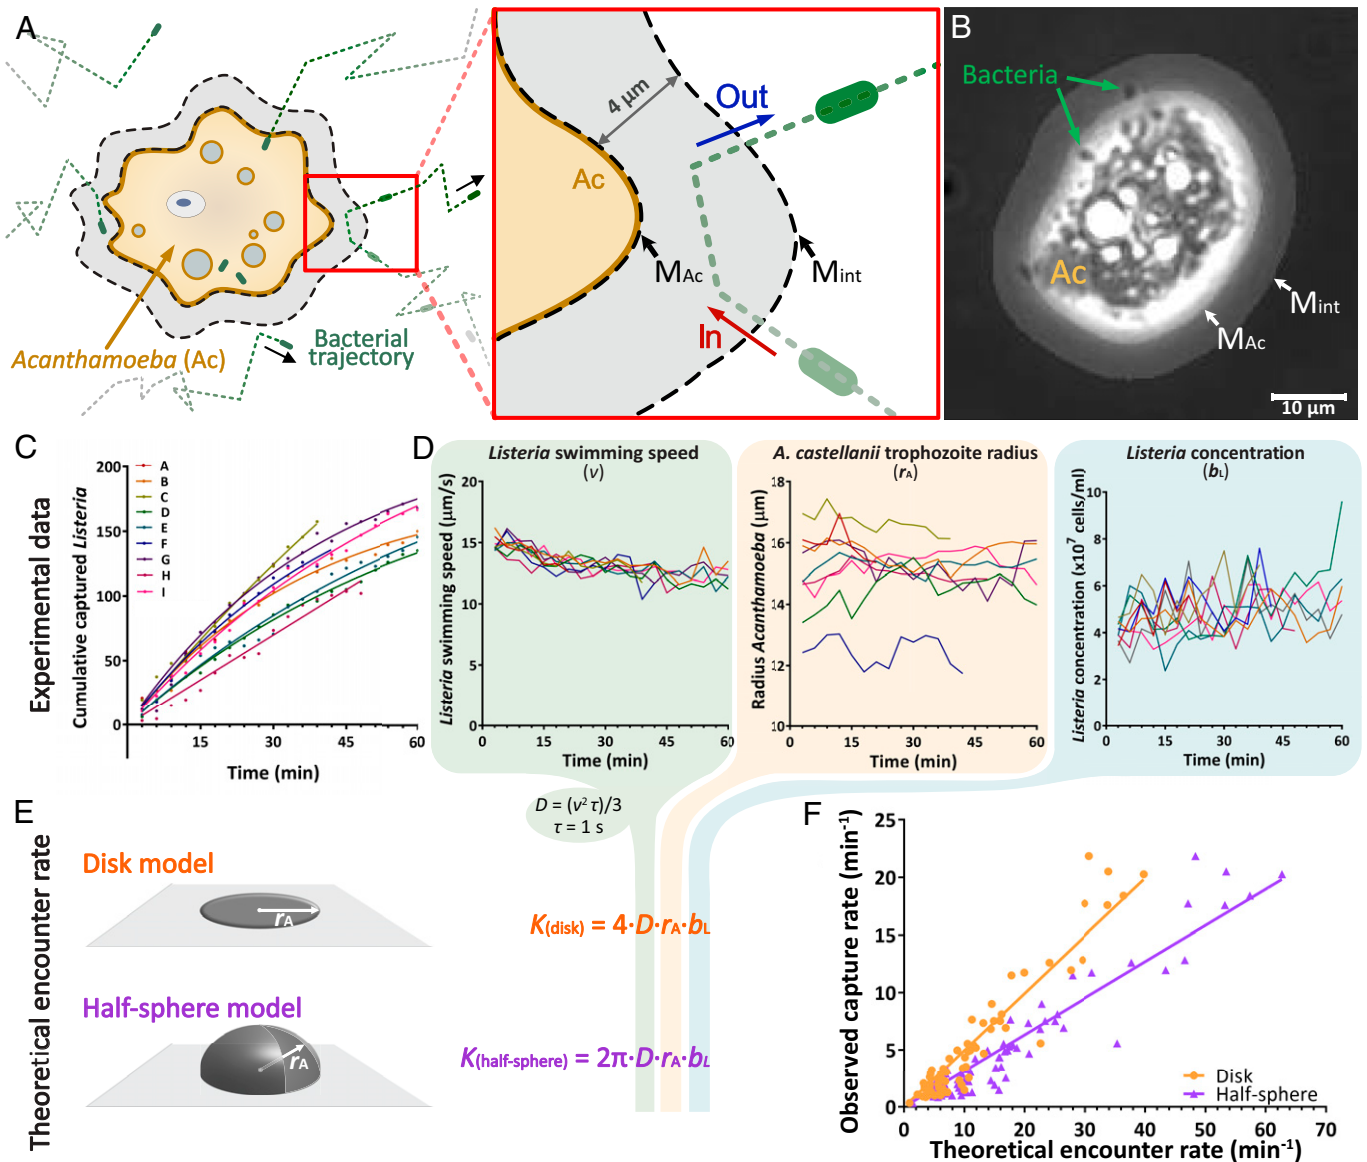 A
4 µm
Out
Ac
MAc
Mint
In
Acanthamoeba (Ac)
Bacterial
trajectory
B
Bacteria
Ac
Mint
MAc
10 µm
C
Experimental data
Cumulative captured Listeria
200
150
100
50
0
15
30
45
60
Time (min)
A
B
C
D
E
F
G
H
I
D
Listeria swimming speed
(v)
Listeria swimming speed (µm/s)
20
15
10
5
0
0
15
30
45
60
Time (min)
A. castellanii trophozoite radius
(rA)
Radius Acanthamoeba (µm)
18
16
14
12
10
0
15
30
45
60
Time (min)
Listeria concentration
(bL)
Listeria concentration (x10⁷ cells/ml)
10
8
6
4
2
0
0
15
30
45
60
Time (min)
D = (v² τ)/3
τ = 1 s
E
Theoretical encounter rate
Disk model
rA
K(disk) = 4·D·rA·bL
Half-sphere model
rA
K(half-sphere) = 2π·D·rA·bL
F
Observed capture rate (min⁻¹)
25
20
15
10
5
0
Disk
Half-sphere
0
10
20
30
40
50
60
70
Theoretical encounter rate (min⁻¹)